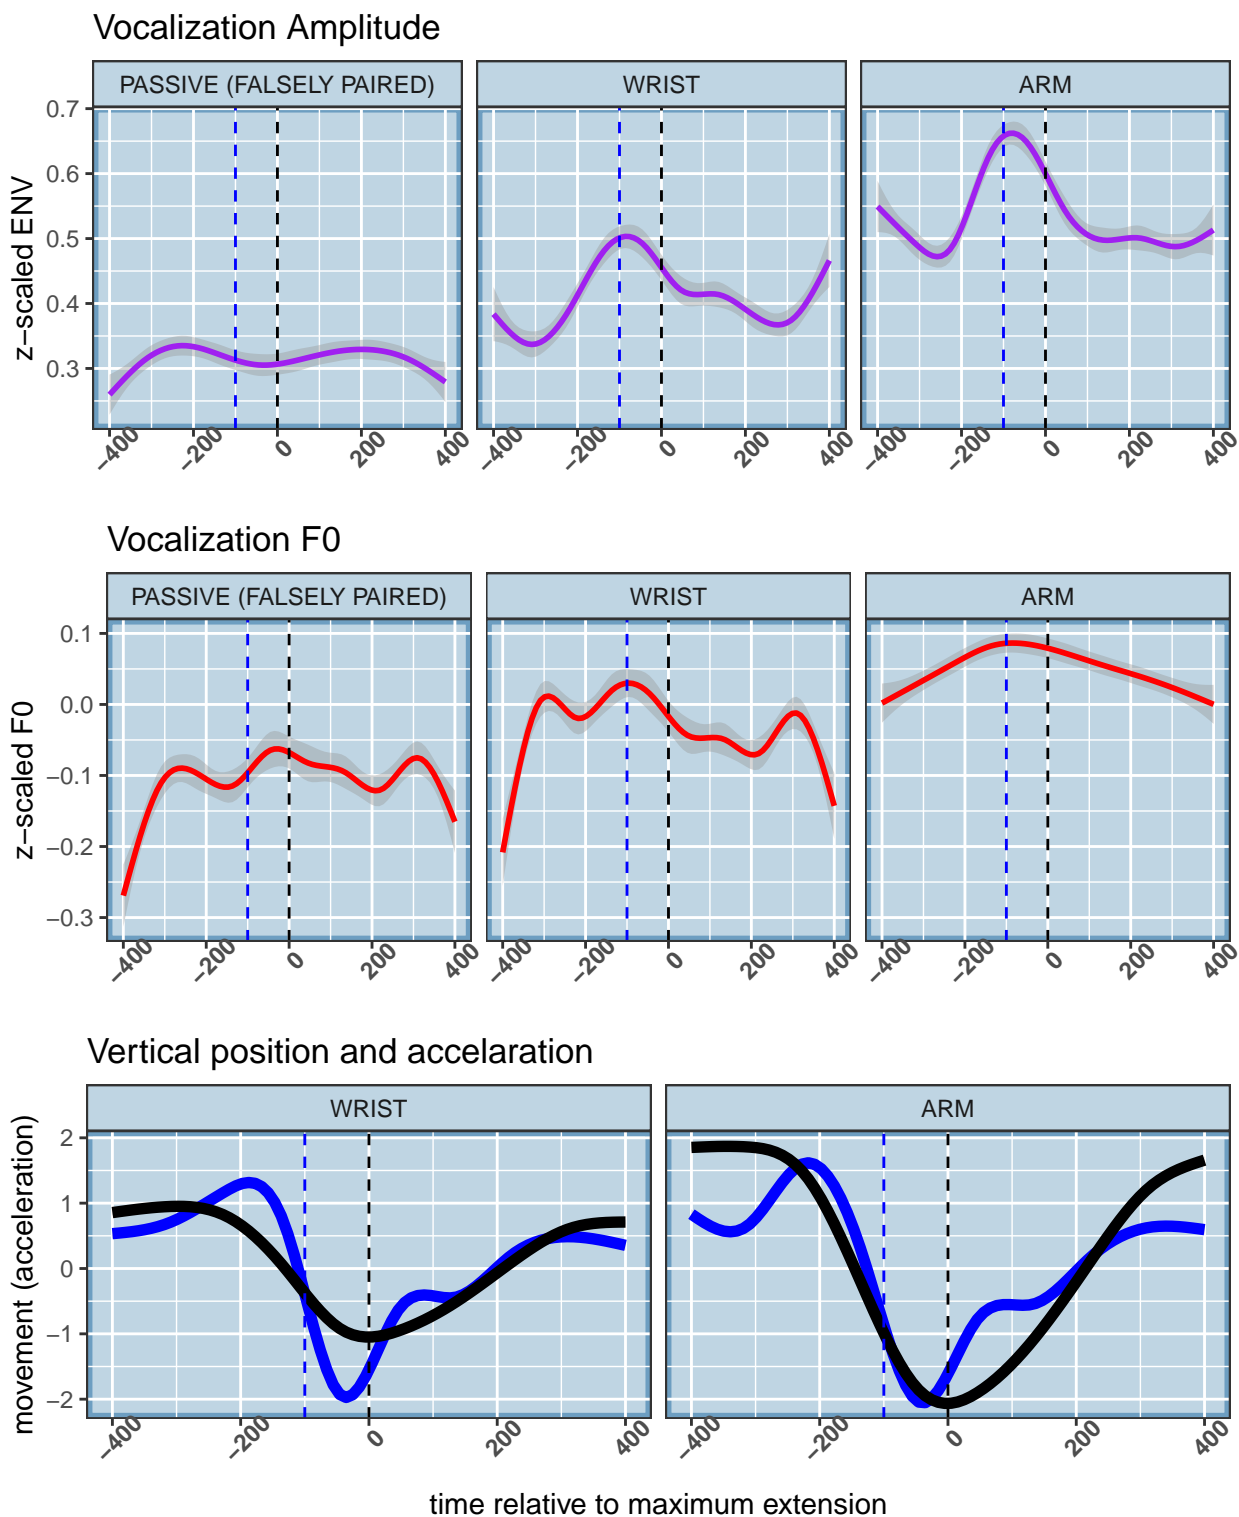 Vocalization Amplitude
PASSIVE (FALSELY PAIRED) WRIST ARM
z−scaled ENV
0.7
0.6
0.5
0.4
0.3
−400 −200 0 200 400 −400 −200 0 200 400 −400 −200 0 200 400
Vocalization F0
PASSIVE (FALSELY PAIRED) WRIST ARM
z−scaled F0
0.1
0.0
−0.1
−0.2
−0.3
−400 −200 0 200 400 −400 −200 0 200 400 −400 −200 0 200 400
Vertical position and accelaration
WRIST ARM
movement (acceleration)
2
1
0
−1
−2
−400 −200 0 200 400 −400 −200 0 200 400
time relative to maximum extension